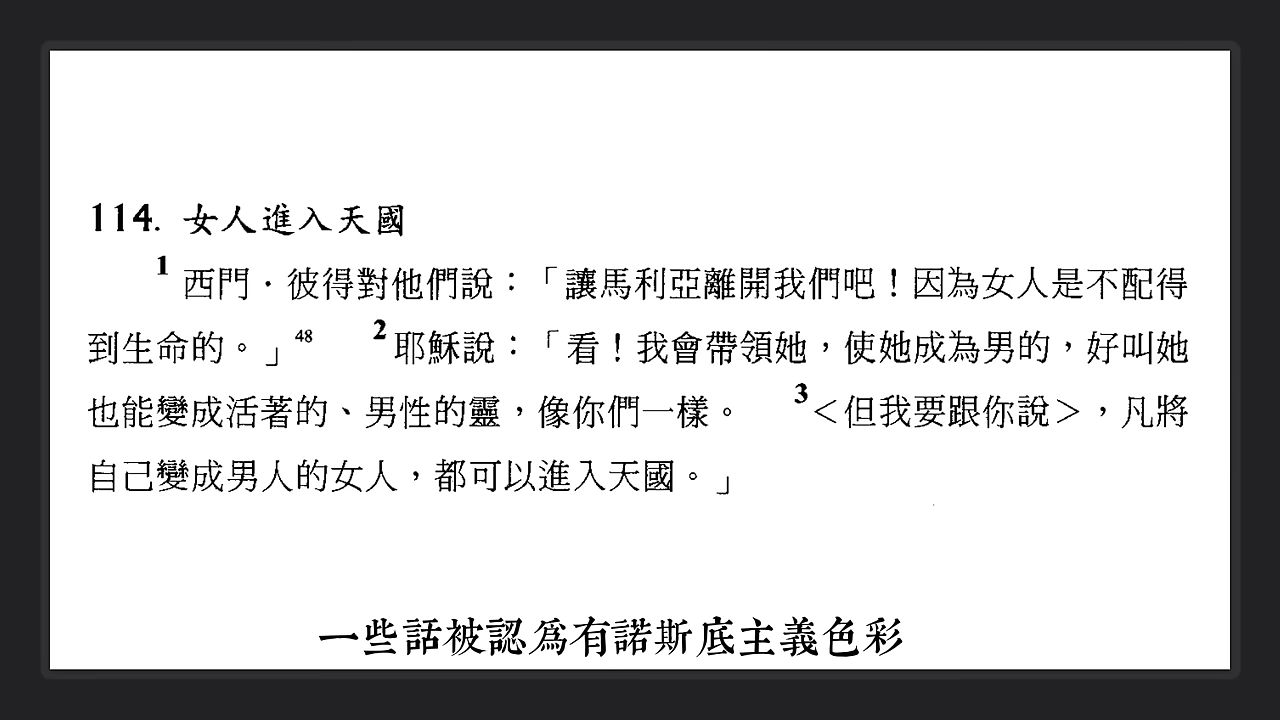 114. 女人進入天國
1 西門．彼得對他們說：「讓馬利亞離開我們吧！因為女人是不配得
到生命的。」48 2 耶穌說：「看！我會帶領她，使她成為男的，好叫她
也能變成活著的、男性的靈，像你們一樣。 3＜但我要跟你說＞，凡將
自己變成男人的女人，都可以進入天國。」
一些話被認為有諾斯底主義色彩